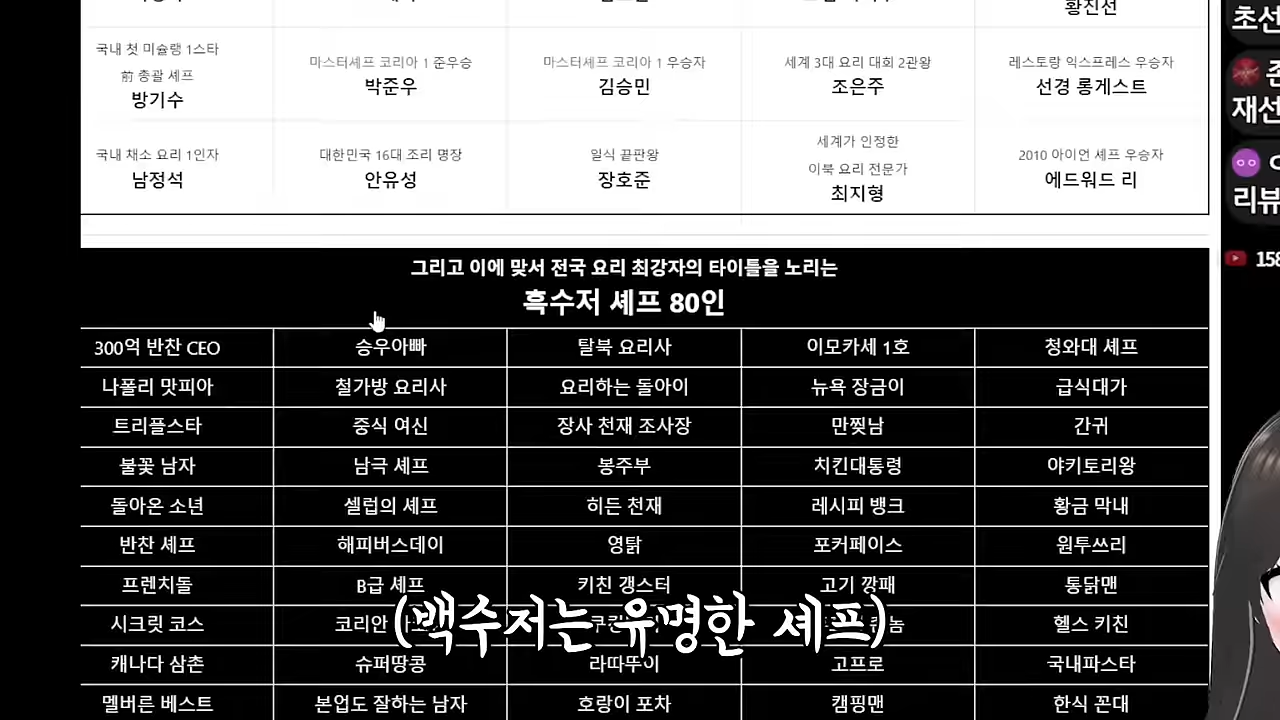 황진선
국내 첫 미슐랭 1스타
前 총괄 셰프
방기수
마스터셰프 코리아 1 준우승
박준우
마스터셰프 코리아 1 우승자
김승민
세계 3대 요리 대회 2관왕
조은주
레스토랑 익스프레스 우승자
선경 롱게스트
국내 채소 요리 1인자
남정석
대한민국 16대 조리 명장
안유성
일식 끝판왕
장호준
세계가 인정한
이북 요리 전문가
최지형
2010 아이언 셰프 우승자
에드워드 리
그리고 이에 맞서 전국 요리 최강자의 타이틀을 노리는
흑수저 셰프 80인
300억 반찬 CEO 승우아빠 탈북 요리사 이모카세 1호 청와대 셰프
나폴리 맛피아 철가방 요리사 요리하는 돌아이 뉴욕 장금이 급식대가
트리플스타 중식 여신 장사 천재 조사장 만찢남 간귀
불꽃 남자 남극 셰프 봉주부 치킨대통령 야키토리왕
돌아온 소년 셀럽의 셰프 히든 천재 레시피 뱅크 황금 막내
반찬 셰프 해피버스데이 영탉 포커페이스 원투쓰리
프렌치돌 B급 셰프 키친 갱스터 고기 깡패 통닭맨
시크릿 코스 코리안 헬스 키친
(백수저는 유명한 셰프)
캐나다 삼촌 슈퍼땅콩 라따뚜이 고프로 국내파스타
멜버른 베스트 본업도 잘하는 남자 호랑이 포차 캠핑맨 한식 꼰대
초선
재선
리뷰
158